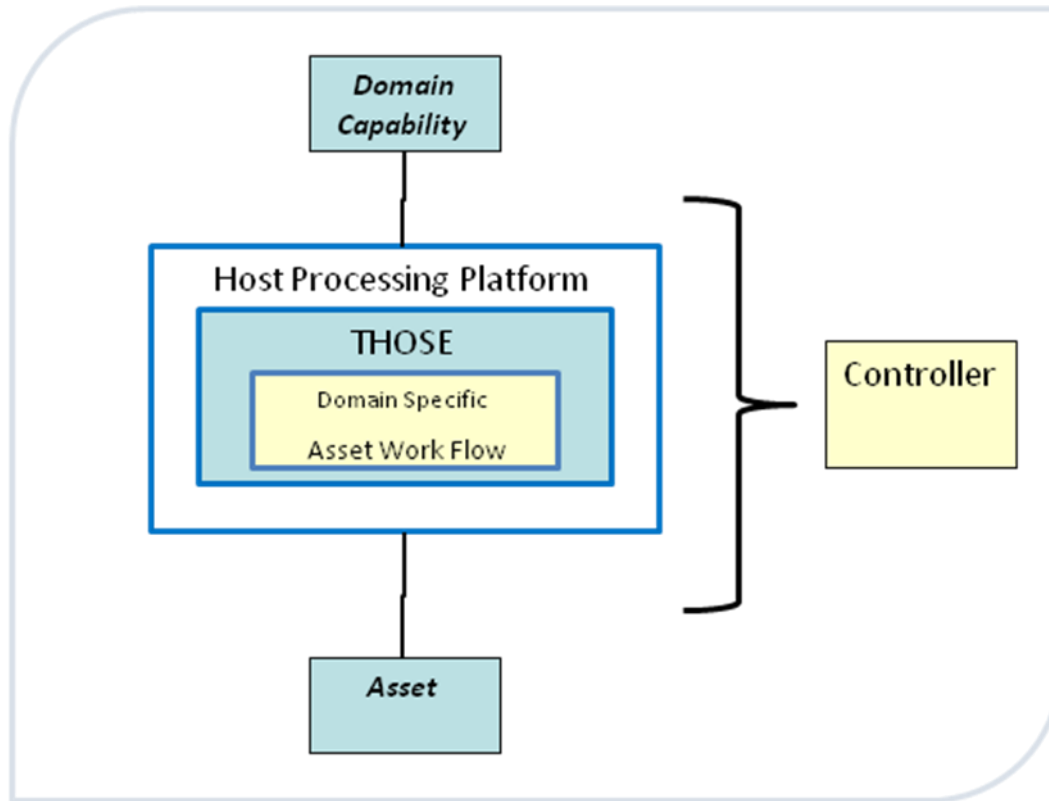 Domain
Capability
Host Processing Platform
THOSE
Domain Specific
Asset Work Flow
Controller
Asset